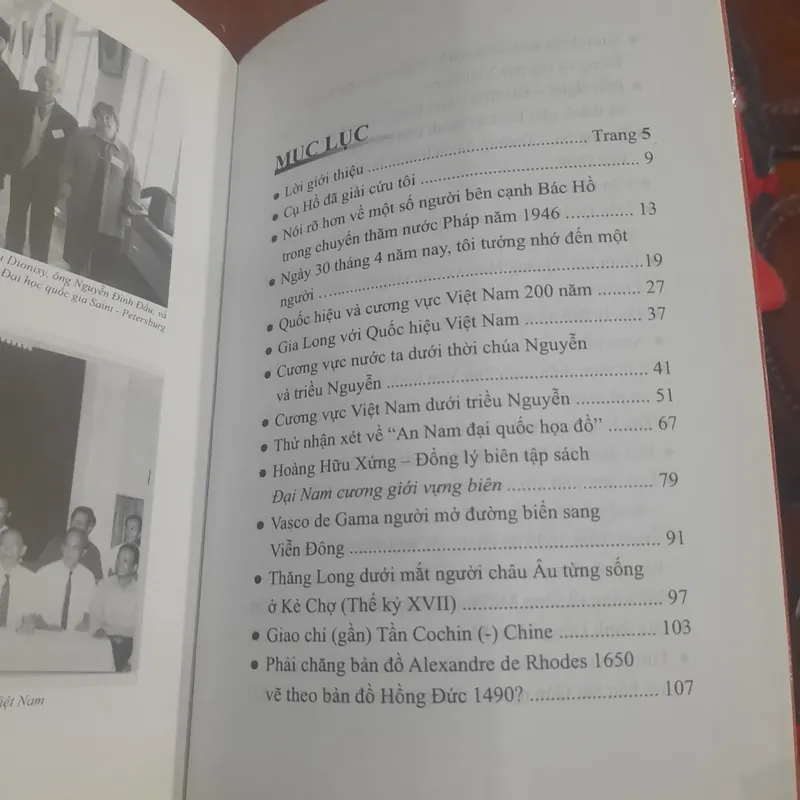 Dionisy, ông Nguyễn Đình Đầu, và
Đại học quốc gia Saint - Petersburg
Việt Nam
MỤC LỤC
• Lời giới thiệu ........ Trang 5
• Cụ Hồ đã giải cứu tôi ........ 9
• Nói rõ hơn về một số người bên cạnh Bác Hồ
trong chuyến thăm nước Pháp năm 1946 ........ 13
• Ngày 30 tháng 4 năm nay, tôi tưởng nhớ đến một
người ........ 19
• Quốc hiệu và cương vực Việt Nam 200 năm ........ 27
• Gia Long với Quốc hiệu Việt Nam ........ 37
• Cương vực nước ta dưới thời chúa Nguyễn
và triều Nguyễn ........ 41
• Cương vực Việt Nam dưới triều Nguyễn ........ 51
• Thử nhận xét về “An Nam đại quốc họa đồ” ........ 67
• Hoàng Hữu Xứng – Đổng lý biên tập sách
Đại Nam cương giới vựng biên ........ 79
• Vasco de Gama người mở đường biển sang
Viễn Đông ........ 91
• Thăng Long dưới mắt người châu Âu từng sống
ở Kẻ Chợ (Thế kỷ XVII) ........ 97
• Giao chỉ (gần) Tần Cochin (-) Chine ........ 103
• Phải chăng bản đồ Alexandre de Rhodes 1650
vẽ theo bản đồ Hồng Đức 1490? ........ 107